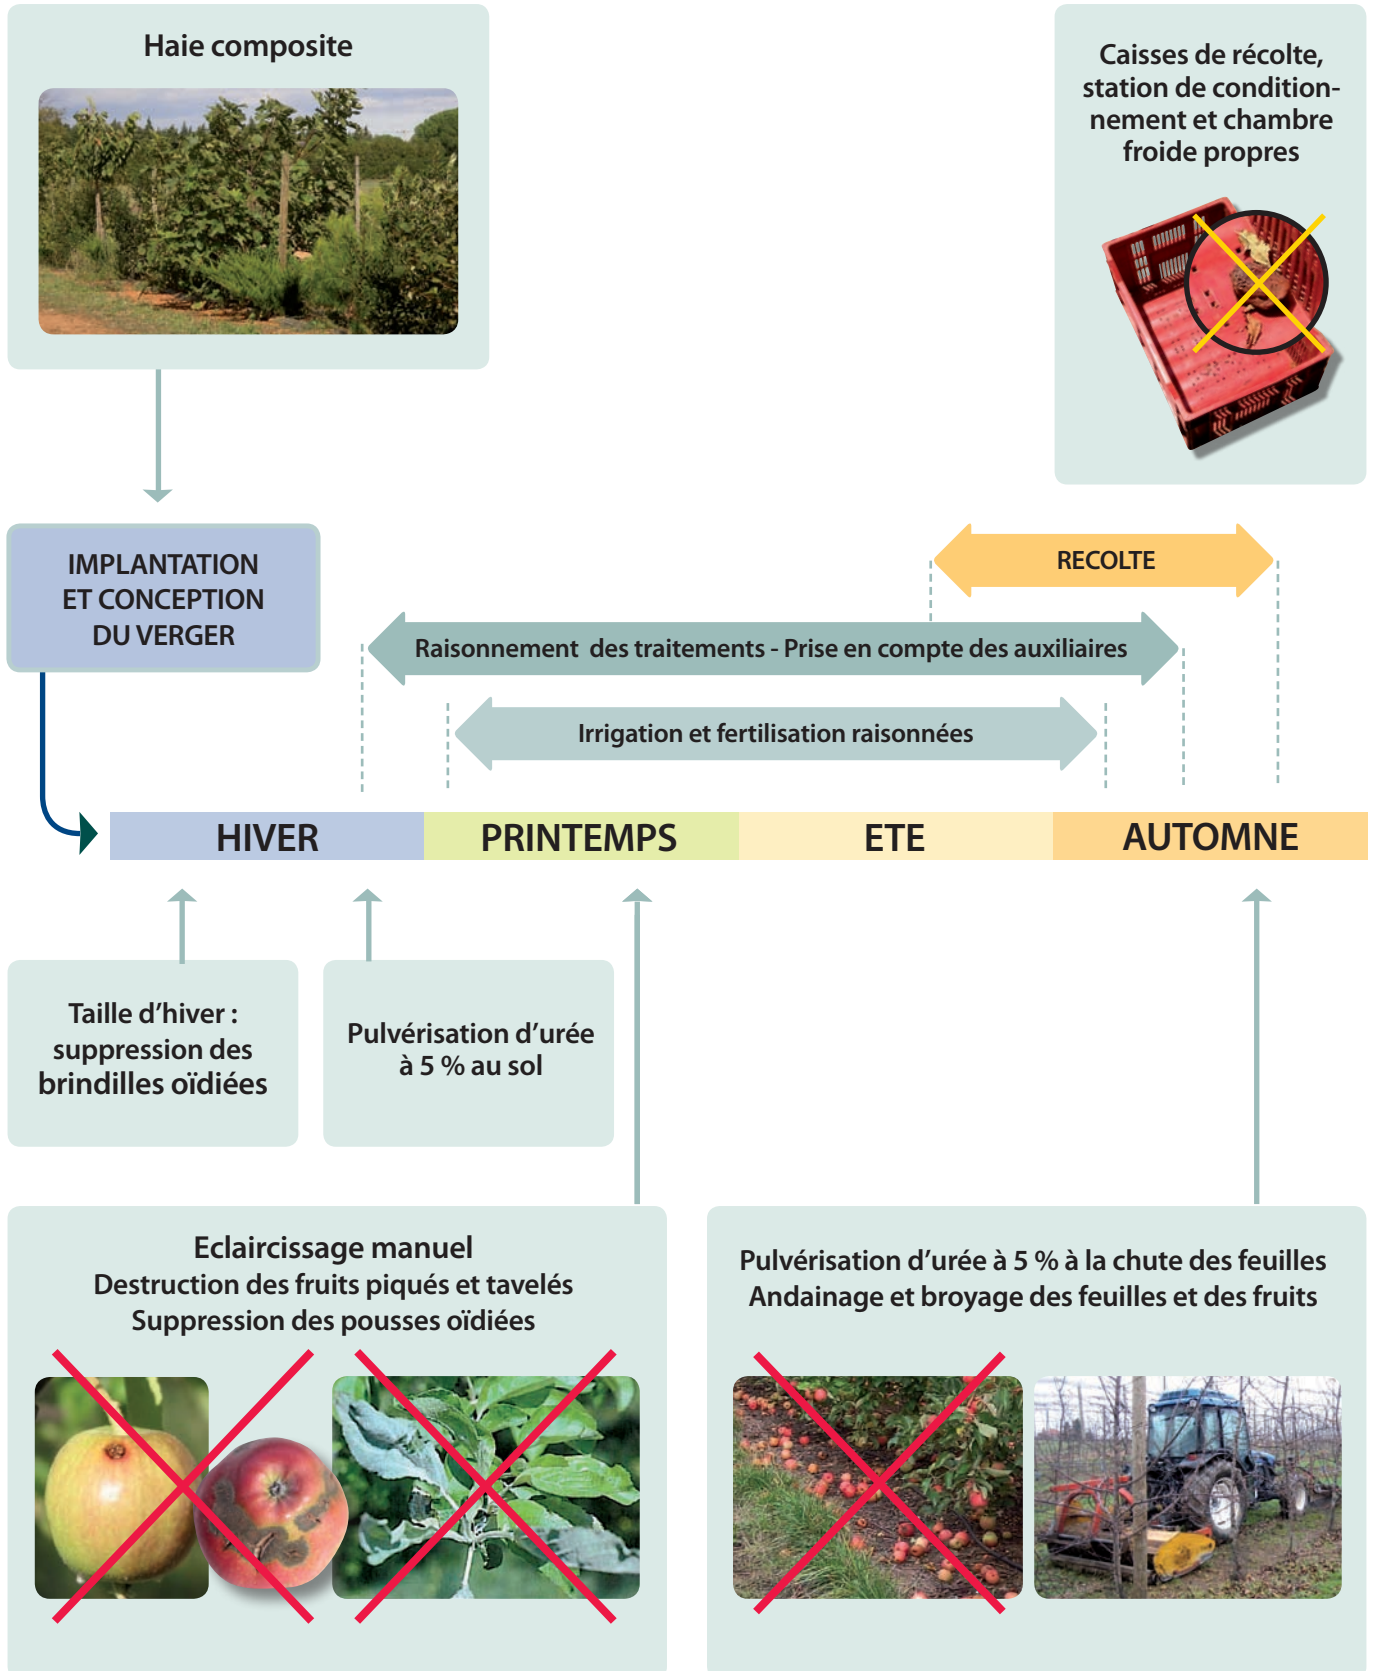 Haie composite
Caisses de récolte,
station de condition-
nement et chambre
froide propres
IMPLANTATION
ET CONCEPTION
DU VERGER
RECOLTE
Raisonnement des traitements - Prise en compte des auxiliaires
Irrigation et fertilisation raisonnées
HIVER
PRINTEMPS
ETE
AUTOMNE
Taille d’hiver :
suppression des
brindilles oïdiées
Pulvérisation d’urée
à 5 % au sol
Eclaircissage manuel
Destruction des fruits piqués et tavelés
Suppression des pousses oïdiées
Pulvérisation d’urée à 5 % à la chute des feuilles
Andainage et broyage des feuilles et des fruits